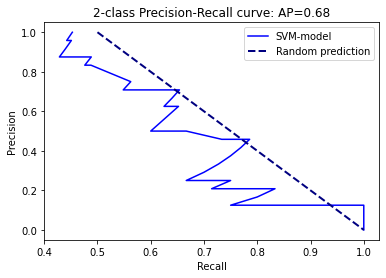 2-class Precision-Recall curve: AP=0.68
SVM-model
Random prediction
Precision
1.0
0.8
0.6
0.4
0.2
0.0
0.4 0.5 0.6 0.7 0.8 0.9 1.0
Recall